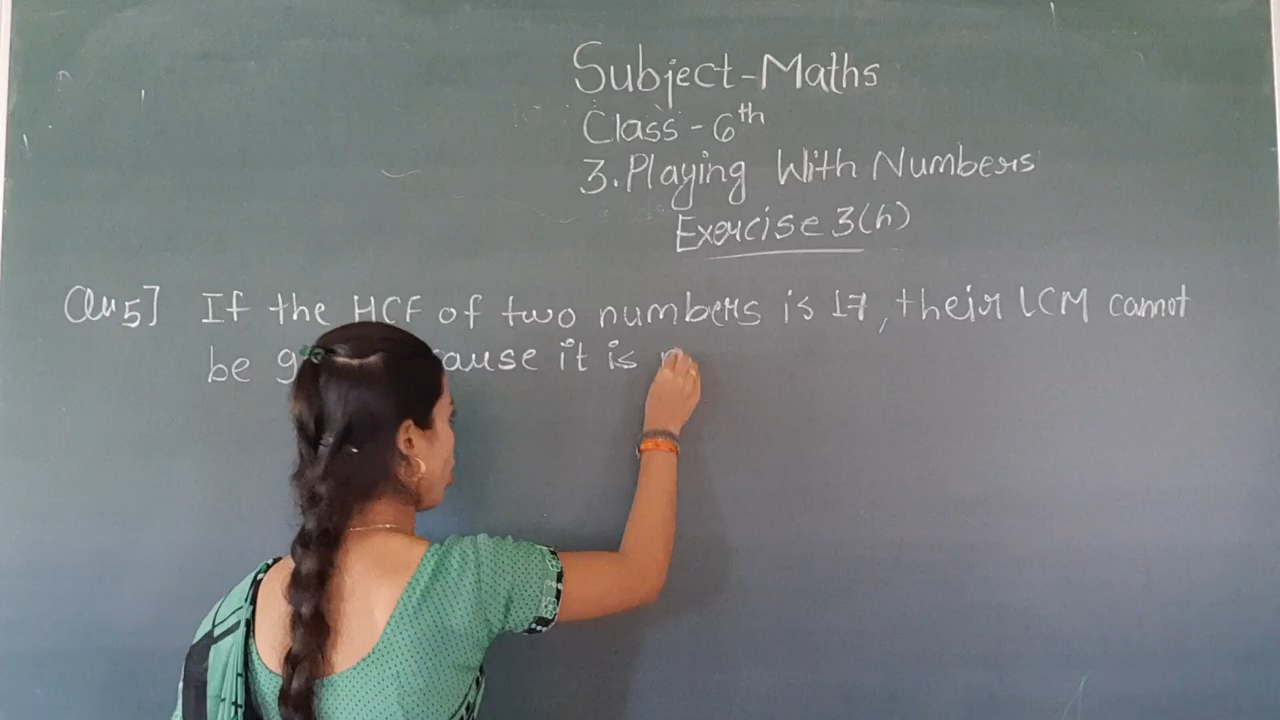 Subject-Maths
Class-6th
3. Playing With Numbers
Exercise 3(h)
Qu5] If the HCF of two numbers is 17, their LCM cannot
be it is